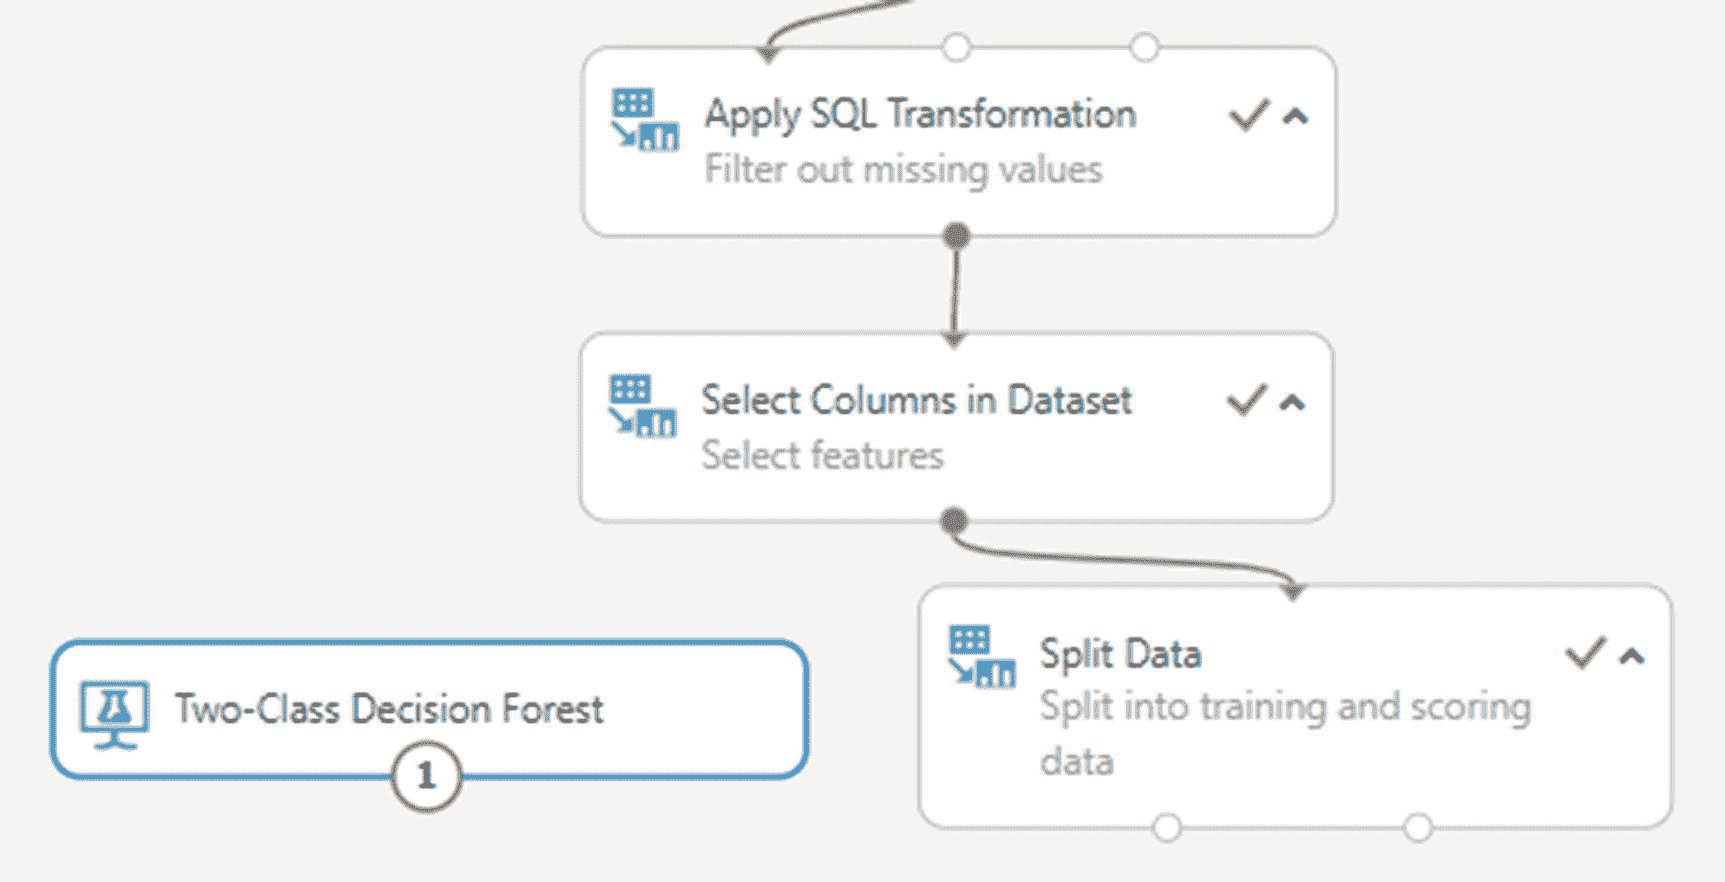 Apply SQL Transformation
Filter out missing values
Select Columns in Dataset
Select features
Two-Class Decision Forest
1
Split Data
Split into training and scoring
data